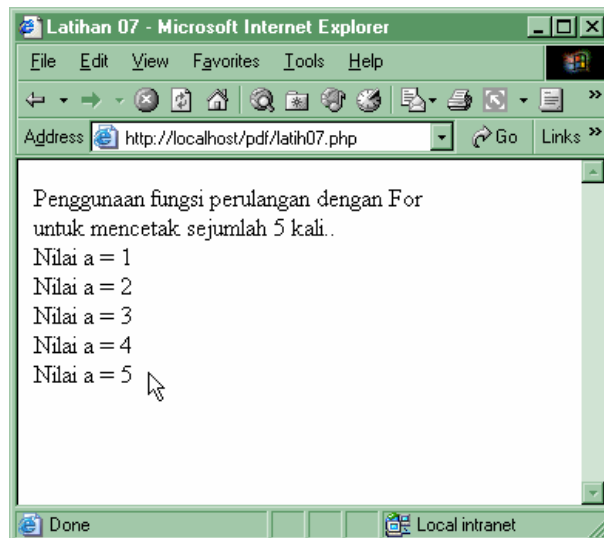 Latihan 07 - Microsoft Internet Explorer
File Edit View Favorites Tools Help
Address http://localhost/pdf/latih07.php Go Links »
Penggunaan fungsi perulangan dengan For
untuk mencetak sejumlah 5 kali..
Nilai a = 1
Nilai a = 2
Nilai a = 3
Nilai a = 4
Nilai a = 5
Done Local intranet